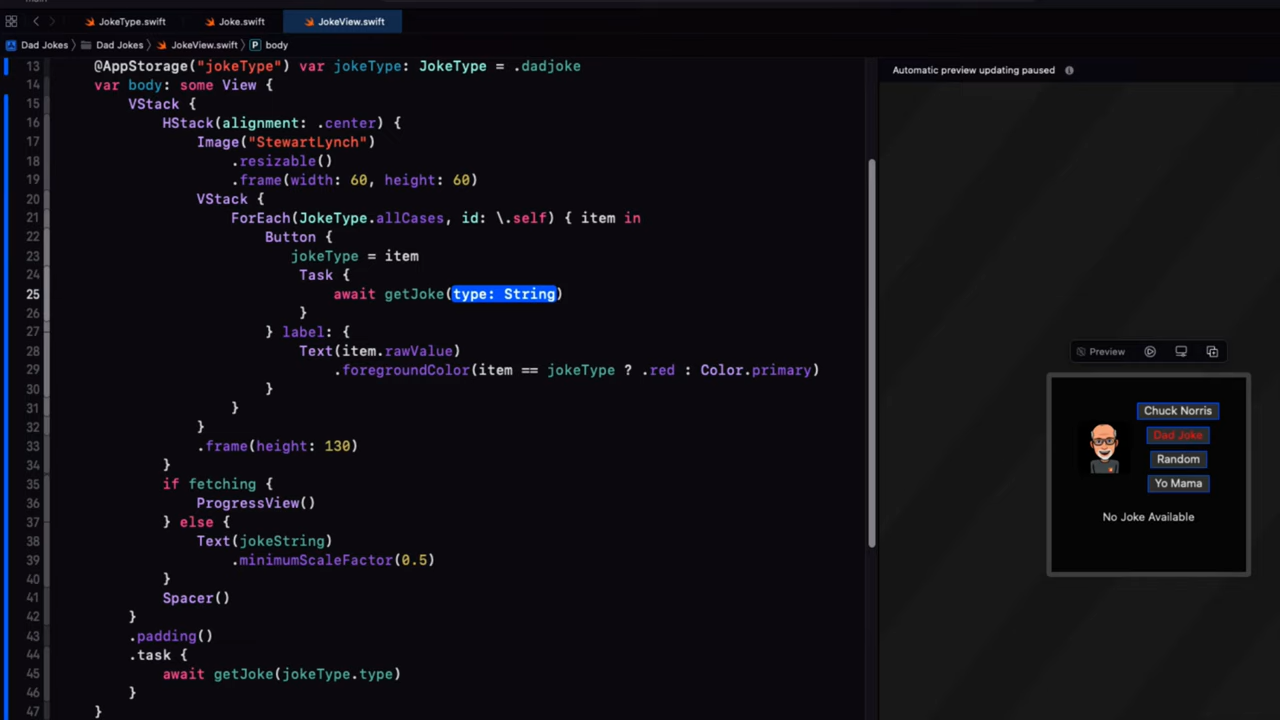 JokeType.swift
Joke.swift
JokeView.swift
Dad Jokes
Dad Jokes
JokeView.swift
P body
13 @AppStorage("jokeType") var jokeType: JokeType = .dadjoke
14 var body: some View {
15 VStack {
16 HStack(alignment: .center) {
17 Image("StewartLynch")
18 .resizable()
19 .frame(width: 60, height: 60)
20 VStack {
21 ForEach(JokeType.allCases, id: \.self) { item in
22 Button {
23 jokeType = item
24 Task {
25 await getJoke(type: String)
26 }
27 } label: {
28 Text(item.rawValue)
29 .foregroundColor(item == jokeType ? .red : Color.primary)
30 }
31 }
32 }
33 .frame(height: 130)
34 }
35 if fetching {
36 ProgressView()
37 } else {
38 Text(jokeString)
39 .minimumScaleFactor(0.5)
40 }
41 Spacer()
42 }
43 .padding()
44 .task {
45 await getJoke(jokeType.type)
46 }
47 }
Automatic preview updating paused
Preview
Chuck Norris
Dad Joke
Random
Yo Mama
No Joke Available